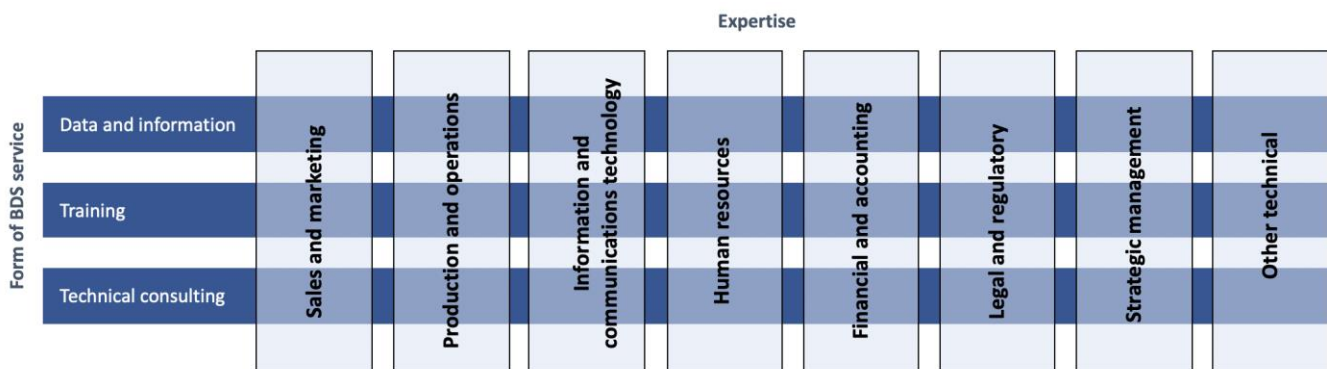 Expertise
Form of BDS service
Data and information
Training
Technical consulting
Sales and marketing
Production and operations
Information and
communications technology
Human resources
Financial and accounting
Legal and regulatory
Strategic management
Other technical